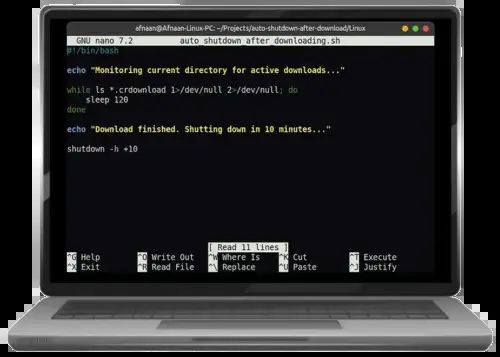 afnaan@Afnaan-Linux-PC: ~/Projects/auto-shutdown-after-download/Linux
GNU nano 7.2 auto_shutdown_after_downloading.sh
#!/bin/bash
echo "Monitoring current directory for active downloads..."
while ls *.crdownload 1>/dev/null 2>/dev/null; do
    sleep 120
done
echo "Download finished. Shutting down in 10 minutes..."
shutdown -h +10
[ Read 11 lines ]
^G Help ^O Write Out ^W Where Is ^K Cut ^T Execute
^X Exit ^R Read File ^\ Replace ^U Paste ^J Justify